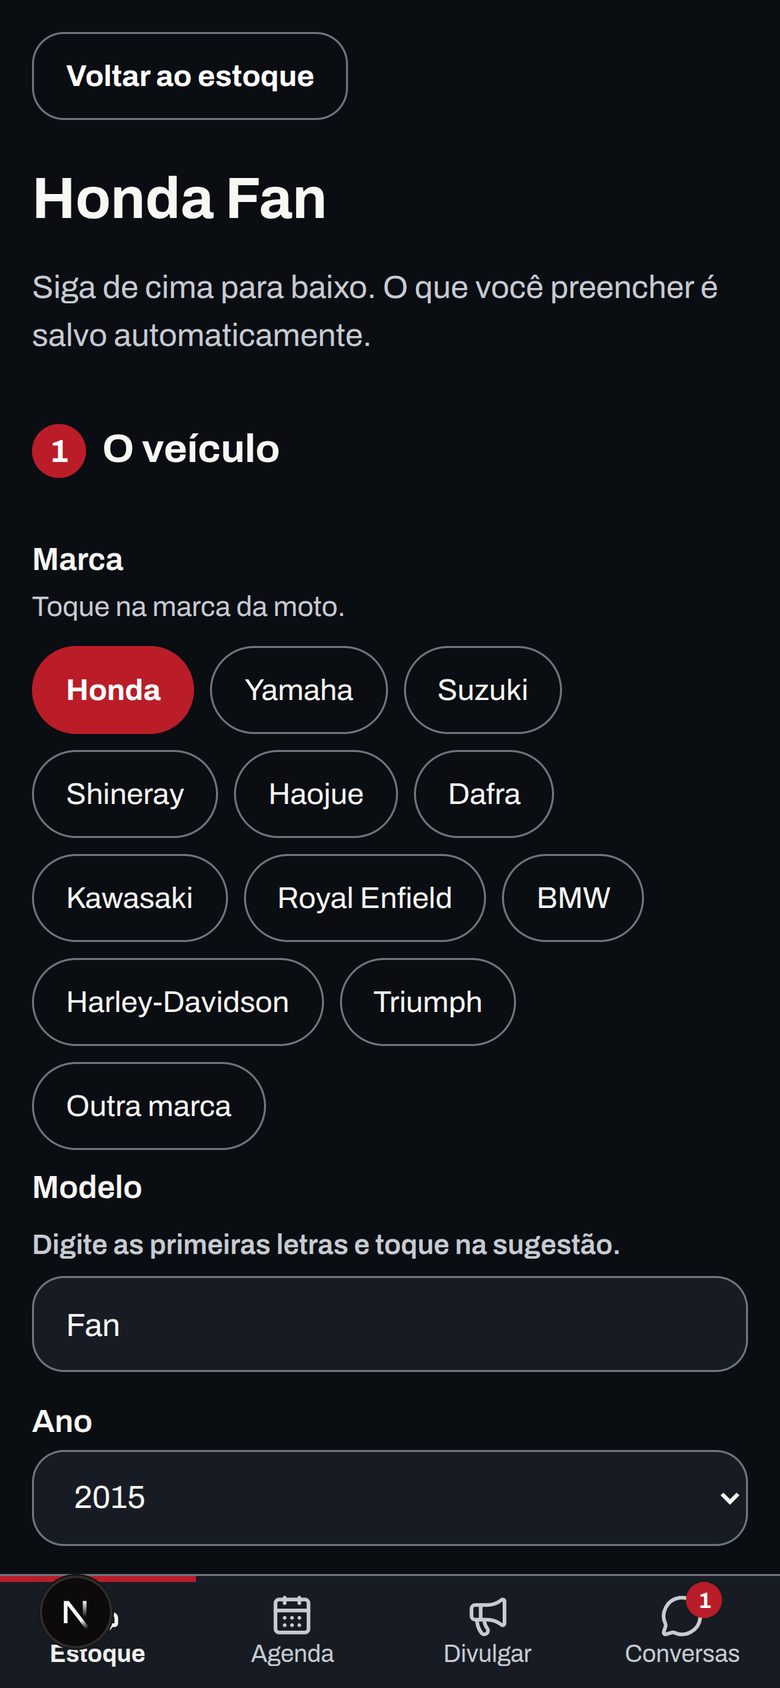 Voltar ao estoque
Honda Fan
Siga de cima para baixo. O que você preencher é
salvo automaticamente.
1 O veículo
Marca
Toque na marca da moto.
Honda Yamaha Suzuki
Shineray Haojue Dafra
Kawasaki Royal Enfield BMW
Harley-Davidson Triumph
Outra marca
Modelo
Digite as primeiras letras e toque na sugestão.
Fan
Ano
2015
N 1
Estoque Agenda Divulgar Conversas